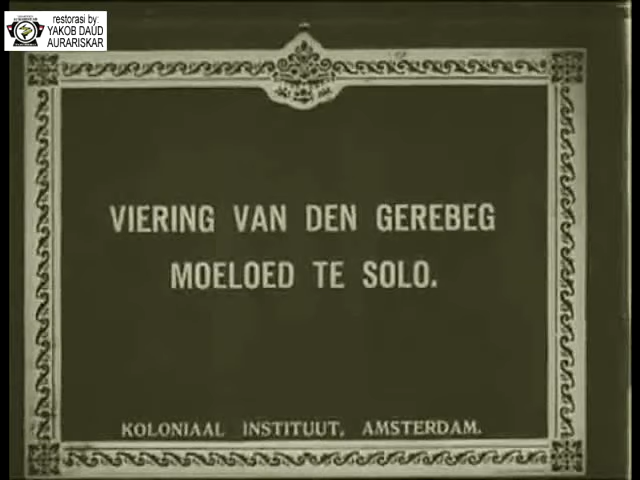 restorasi by:
YAKOB DAUD
AURARISKAR
VIERING VAN DEN GEREBEG
MOELOED TE SOLO.
KOLONIAAL INSTITUUT, AMSTERDAM.